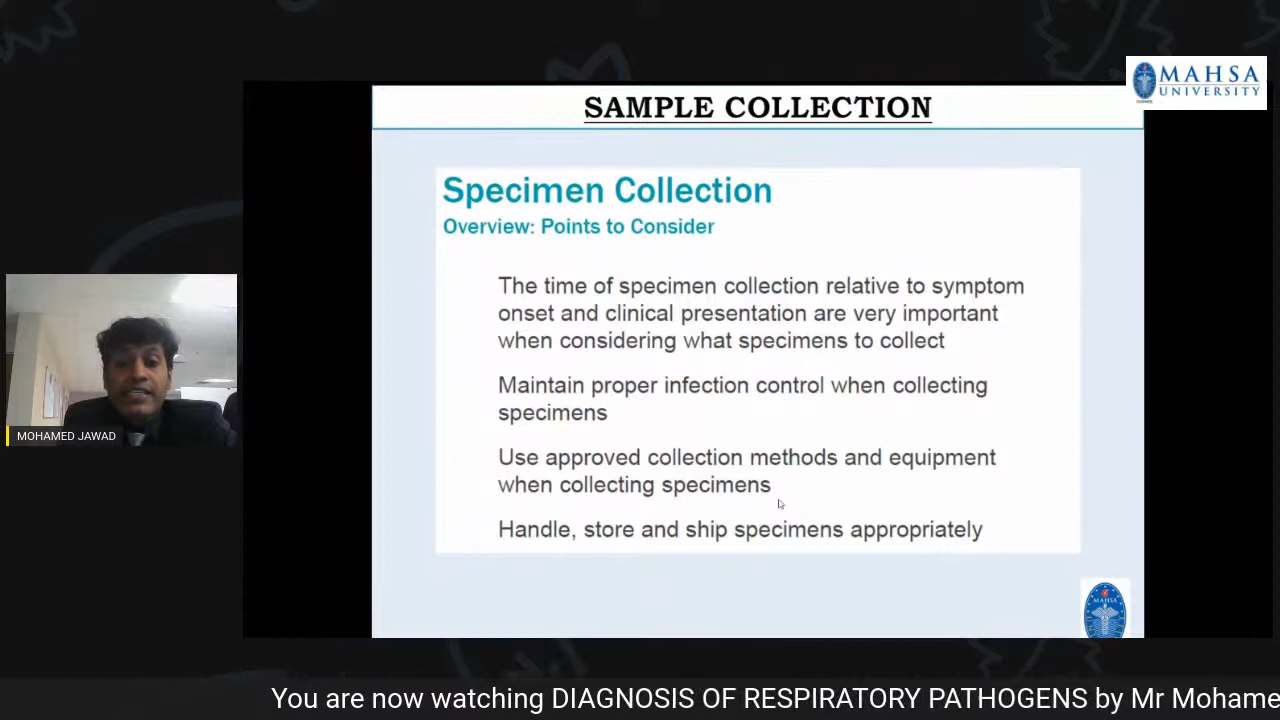 MAHSA
UNIVERSITY
SAMPLE COLLECTION
Specimen Collection
Overview: Points to Consider
The time of specimen collection relative to symptom
onset and clinical presentation are very important
when considering what specimens to collect
Maintain proper infection control when collecting
specimens
Use approved collection methods and equipment
when collecting specimens
Handle, store and ship specimens appropriately
MOHAMED JAWAD
MAHSA
You are now watching DIAGNOSIS OF RESPIRATORY PATHOGENS by Mr Mohame